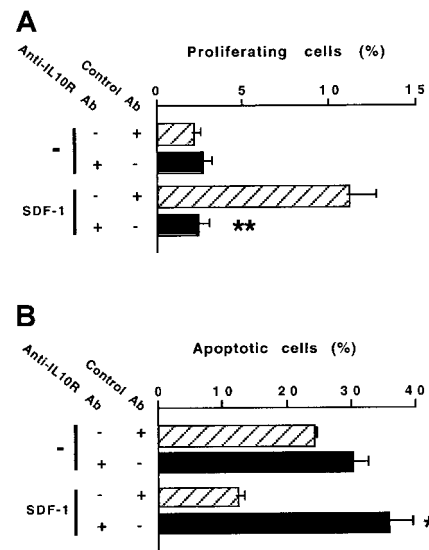 A
Proliferating cells (%)
Anti-IL10R Ab
Control Ab
0 5 10 15
-
- +
+ -
SDF-1
- +
+ -
**
B
Apoptotic cells (%)
Anti-IL10R Ab
Control Ab
0 10 20 30 40
-
- +
+ -
SDF-1
- +
+ -
*